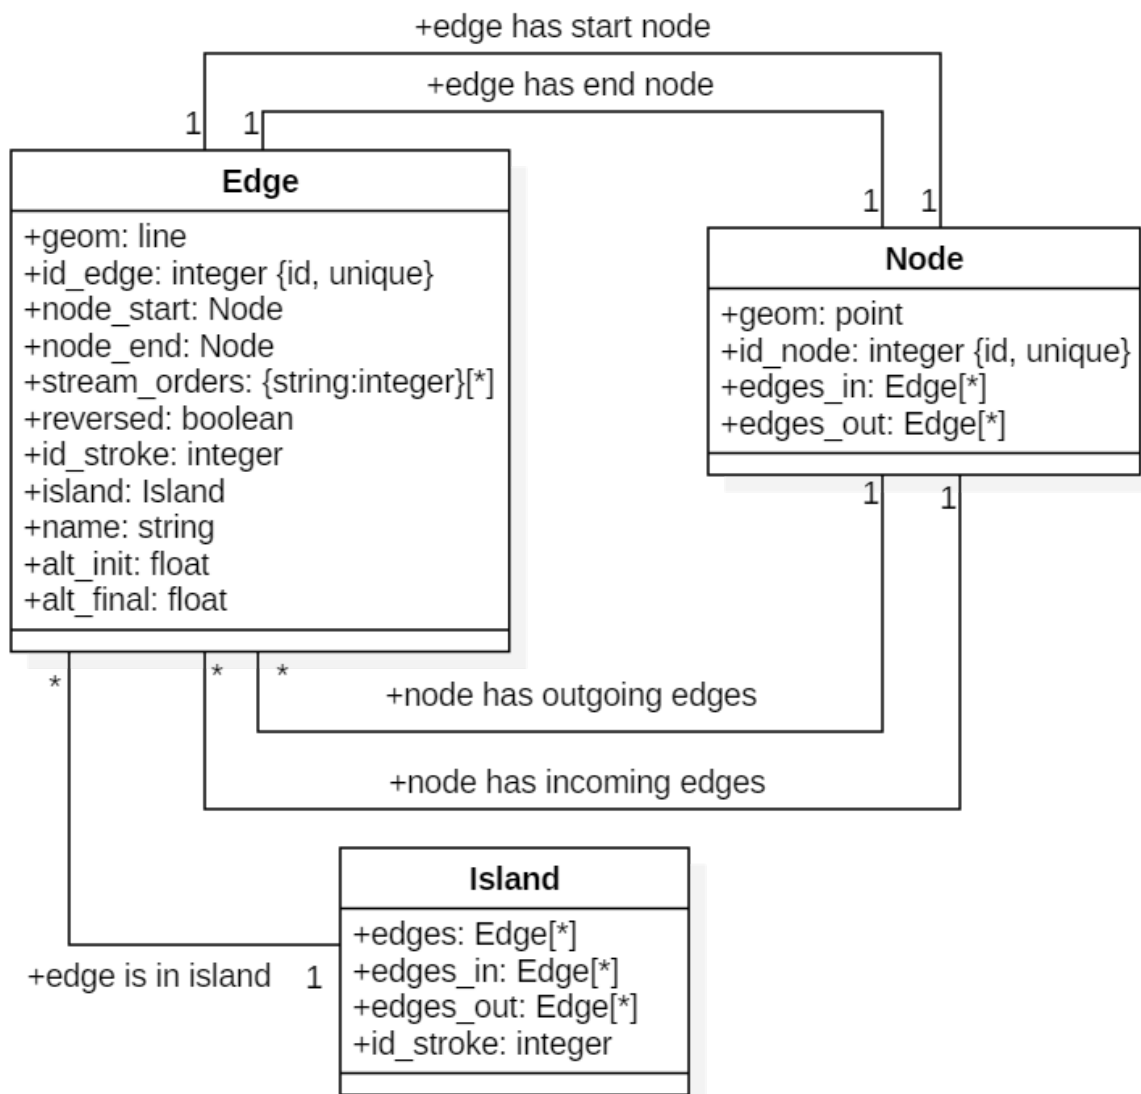 +edge has start node
+edge has end node
1
1
1
1
Edge
+geom: line
+id_edge: integer {id, unique}
+node_start: Node
+node_end: Node
+stream_orders: {string:integer}[*]
+reversed: boolean
+id_stroke: integer
+island: Island
+name: string
+alt_init: float
+alt_final: float
Node
+geom: point
+id_node: integer {id, unique}
+edges_in: Edge[*]
+edges_out: Edge[*]
1
1
*
*
*
+node has outgoing edges
+node has incoming edges
+edge is in island
1
Island
+edges: Edge[*]
+edges_in: Edge[*]
+edges_out: Edge[*]
+id_stroke: integer